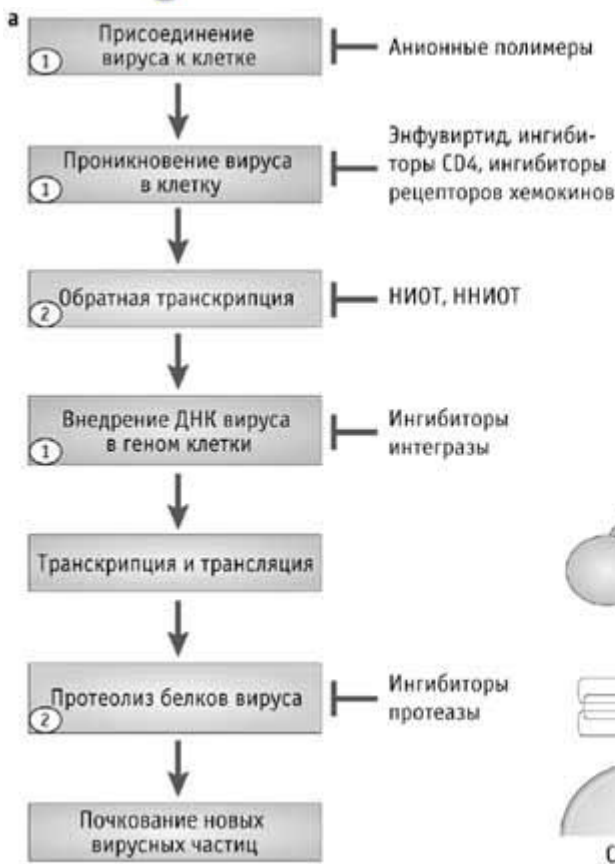 а
Присоединение
вируса к клетке
1
Анионные полимеры
Проникновение вируса
в клетку
1
Энфувиртид, ингиби-
торы CD4, ингибиторы
рецепторов хемокинов
Обратная транскрипция
2
НИОТ, ННИОТ
Внедрение ДНК вируса
в геном клетки
1
Ингибиторы
интегразы
Транскрипция и трансляция
Протеолиз белков вируса
2
Ингибиторы
протеазы
Почкование новых
вирусных частиц